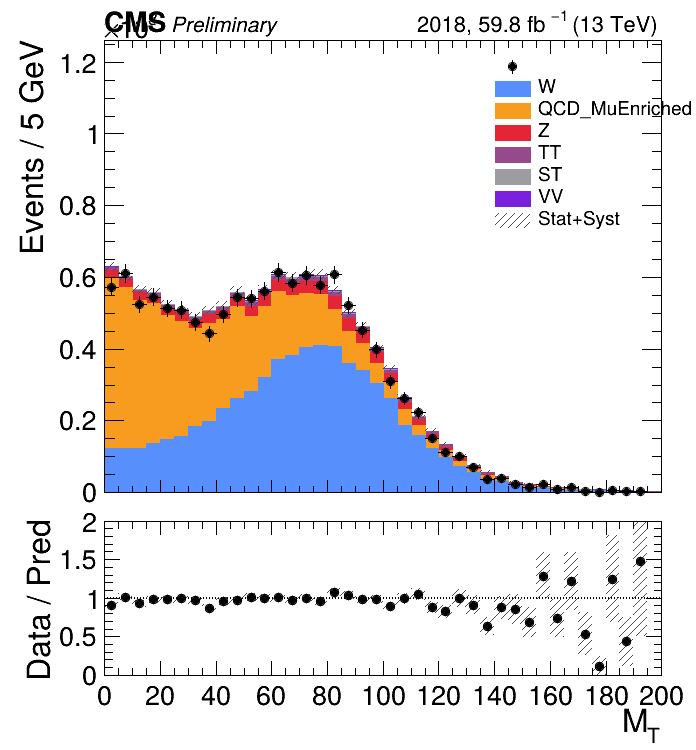 CMS Preliminary 2018, 59.8 fb⁻¹ (13 TeV)
Events / 5 GeV
1.2
1
0.8
0.6
0.4
0.2
0
W
QCD_MuEnriched
Z
TT
ST
VV
Stat+Syst
Data / Pred
2
1.5
1
0.5
0
0 20 40 60 80 100 120 140 160 180 200
M_T